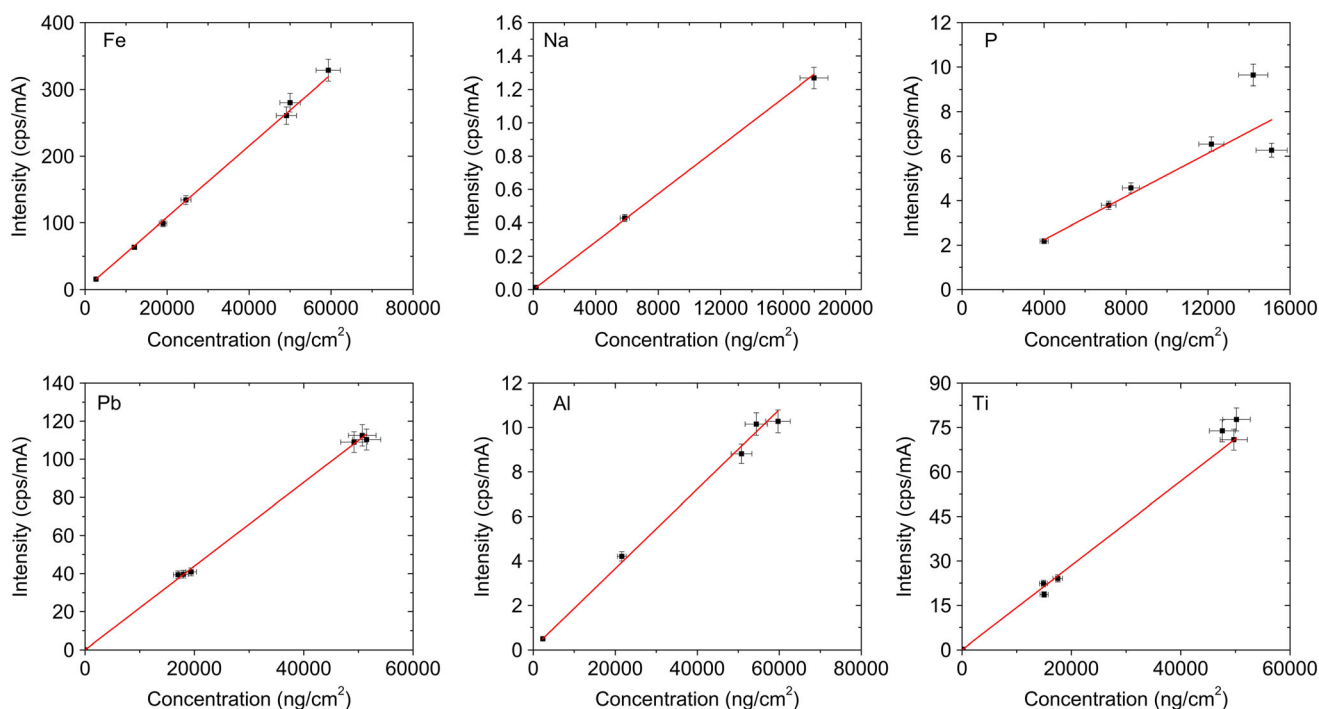 Fe
Intensity (cps/mA)
400
300
200
100
0
0 20000 40000 60000 80000
Concentration (ng/cm²)
Na
Intensity (cps/mA)
1.6
1.4
1.2
1.0
0.8
0.6
0.4
0.2
0.0
0 4000 8000 12000 16000 20000
Concentration (ng/cm²)
P
Intensity (cps/mA)
12
10
8
6
4
2
0
0 4000 8000 12000 16000
Concentration (ng/cm²)
Pb
Intensity (cps/mA)
140
120
100
80
60
40
20
0
0 20000 40000 60000
Concentration (ng/cm²)
Al
Intensity (cps/mA)
12
10
8
6
4
2
0
0 20000 40000 60000 80000
Concentration (ng/cm²)
Ti
Intensity (cps/mA)
90
75
60
45
30
15
0
0 20000 40000 60000
Concentration (ng/cm²)